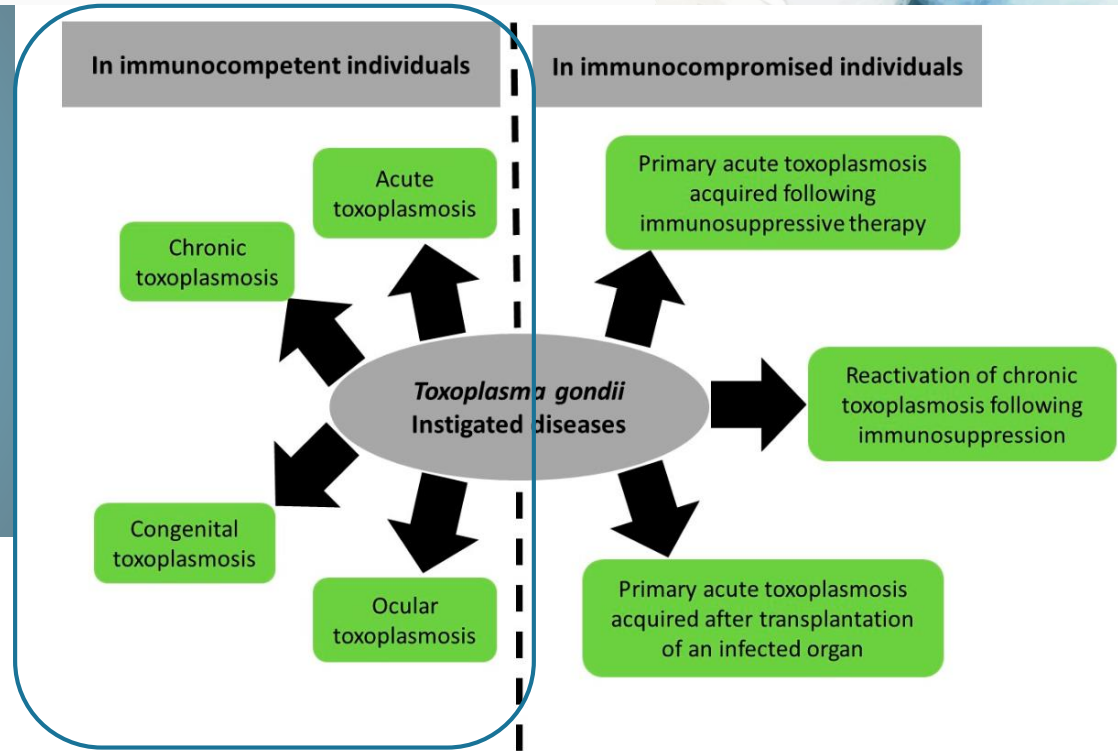 In immunocompetent individuals
In immunocompromised individuals
Acute
toxoplasmosis
Chronic
toxoplasmosis
Congenital
toxoplasmosis
Ocular
toxoplasmosis
Toxoplasma gondii
Instigated diseases
Primary acute toxoplasmosis
acquired following
immunosuppressive therapy
Reactivation of chronic
toxoplasmosis following
immunosuppression
Primary acute toxoplasmosis
acquired after transplantation
of an infected organ